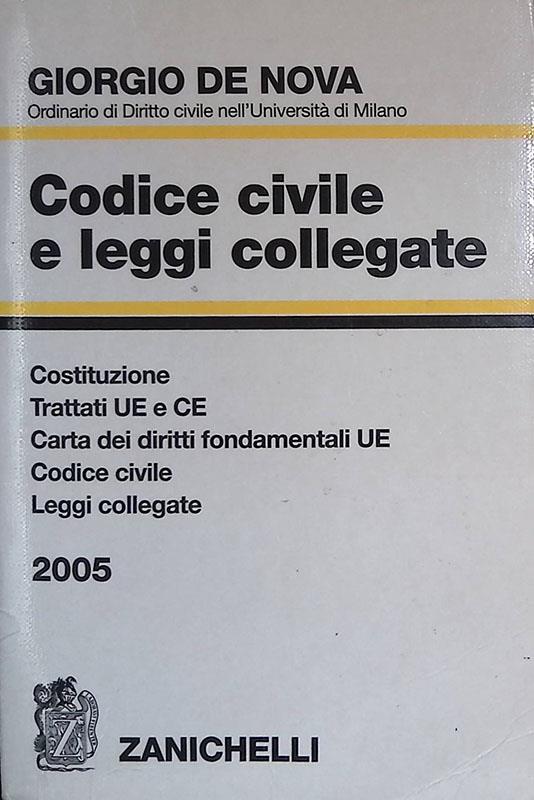 GIORGIO DE NOVA
Ordinario di Diritto civile nell'Università di Milano
Codice civile
e leggi collegate
Costituzione
Trattati UE e CE
Carta dei diritti fondamentali UE
Codice civile
Leggi collegate
2005
Z
ZANICHELLI